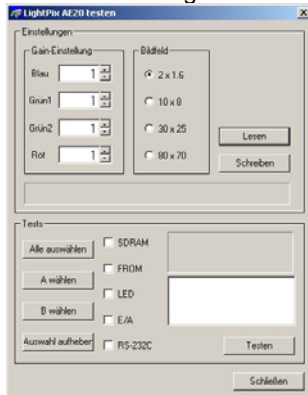 LightPix AE20 testen
Einstellungen
Gain-Einstellung
Blau 1
Grün1 1
Grün2 1
Rot 1
Bildfeld
2 x 1.6
10 x 8
30 x 25
80 x 70
Lesen
Schreiben
Tests
Alle auswählen
A wählen
B wählen
Auswahl aufheben
SDRAM
FROM
LED
E/A
RS-232C
Testen
Schließen